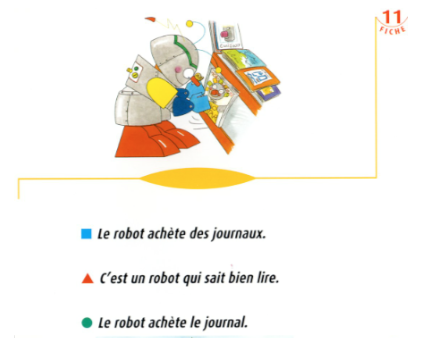 11
FICHE
Le robot achète des journaux.
C'est un robot qui sait bien lire.
Le robot achète le journal.